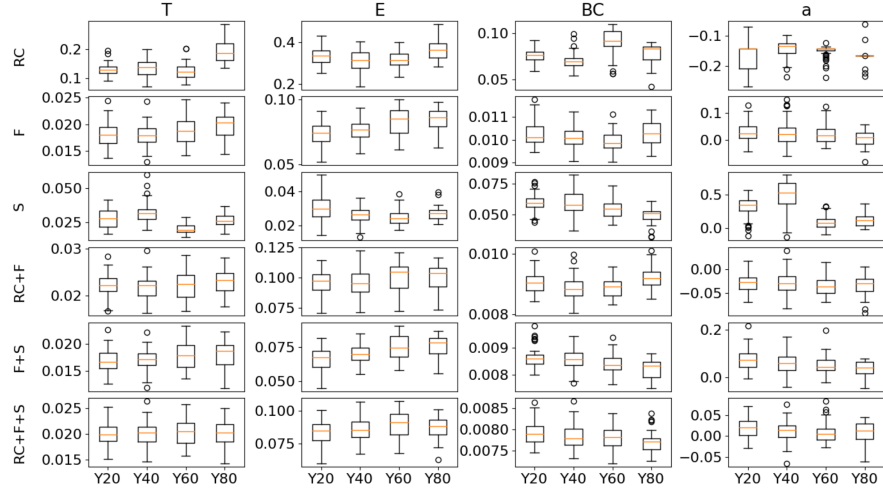 T E BC a
RC 0.2 0.1 0.4 0.2 0.10 0.05 −0.1 −0.2
F 0.025 0.020 0.015 0.10 0.05 0.011 0.010 0.009 0.1 0.0
S 0.050 0.025 0.04 0.02 0.075 0.050 0.5 0.0
RC+F 0.03 0.02 0.125 0.100 0.075 0.010 0.008 0.00 −0.05
F+S 0.020 0.015 0.075 0.050 0.009 0.008 0.2 0.0
RC+F+S 0.025 0.020 0.015 0.100 0.075 0.0085 0.0080 0.0075 0.05 0.00 −0.05
Y20 Y40 Y60 Y80 Y20 Y40 Y60 Y80 Y20 Y40 Y60 Y80 Y20 Y40 Y60 Y80